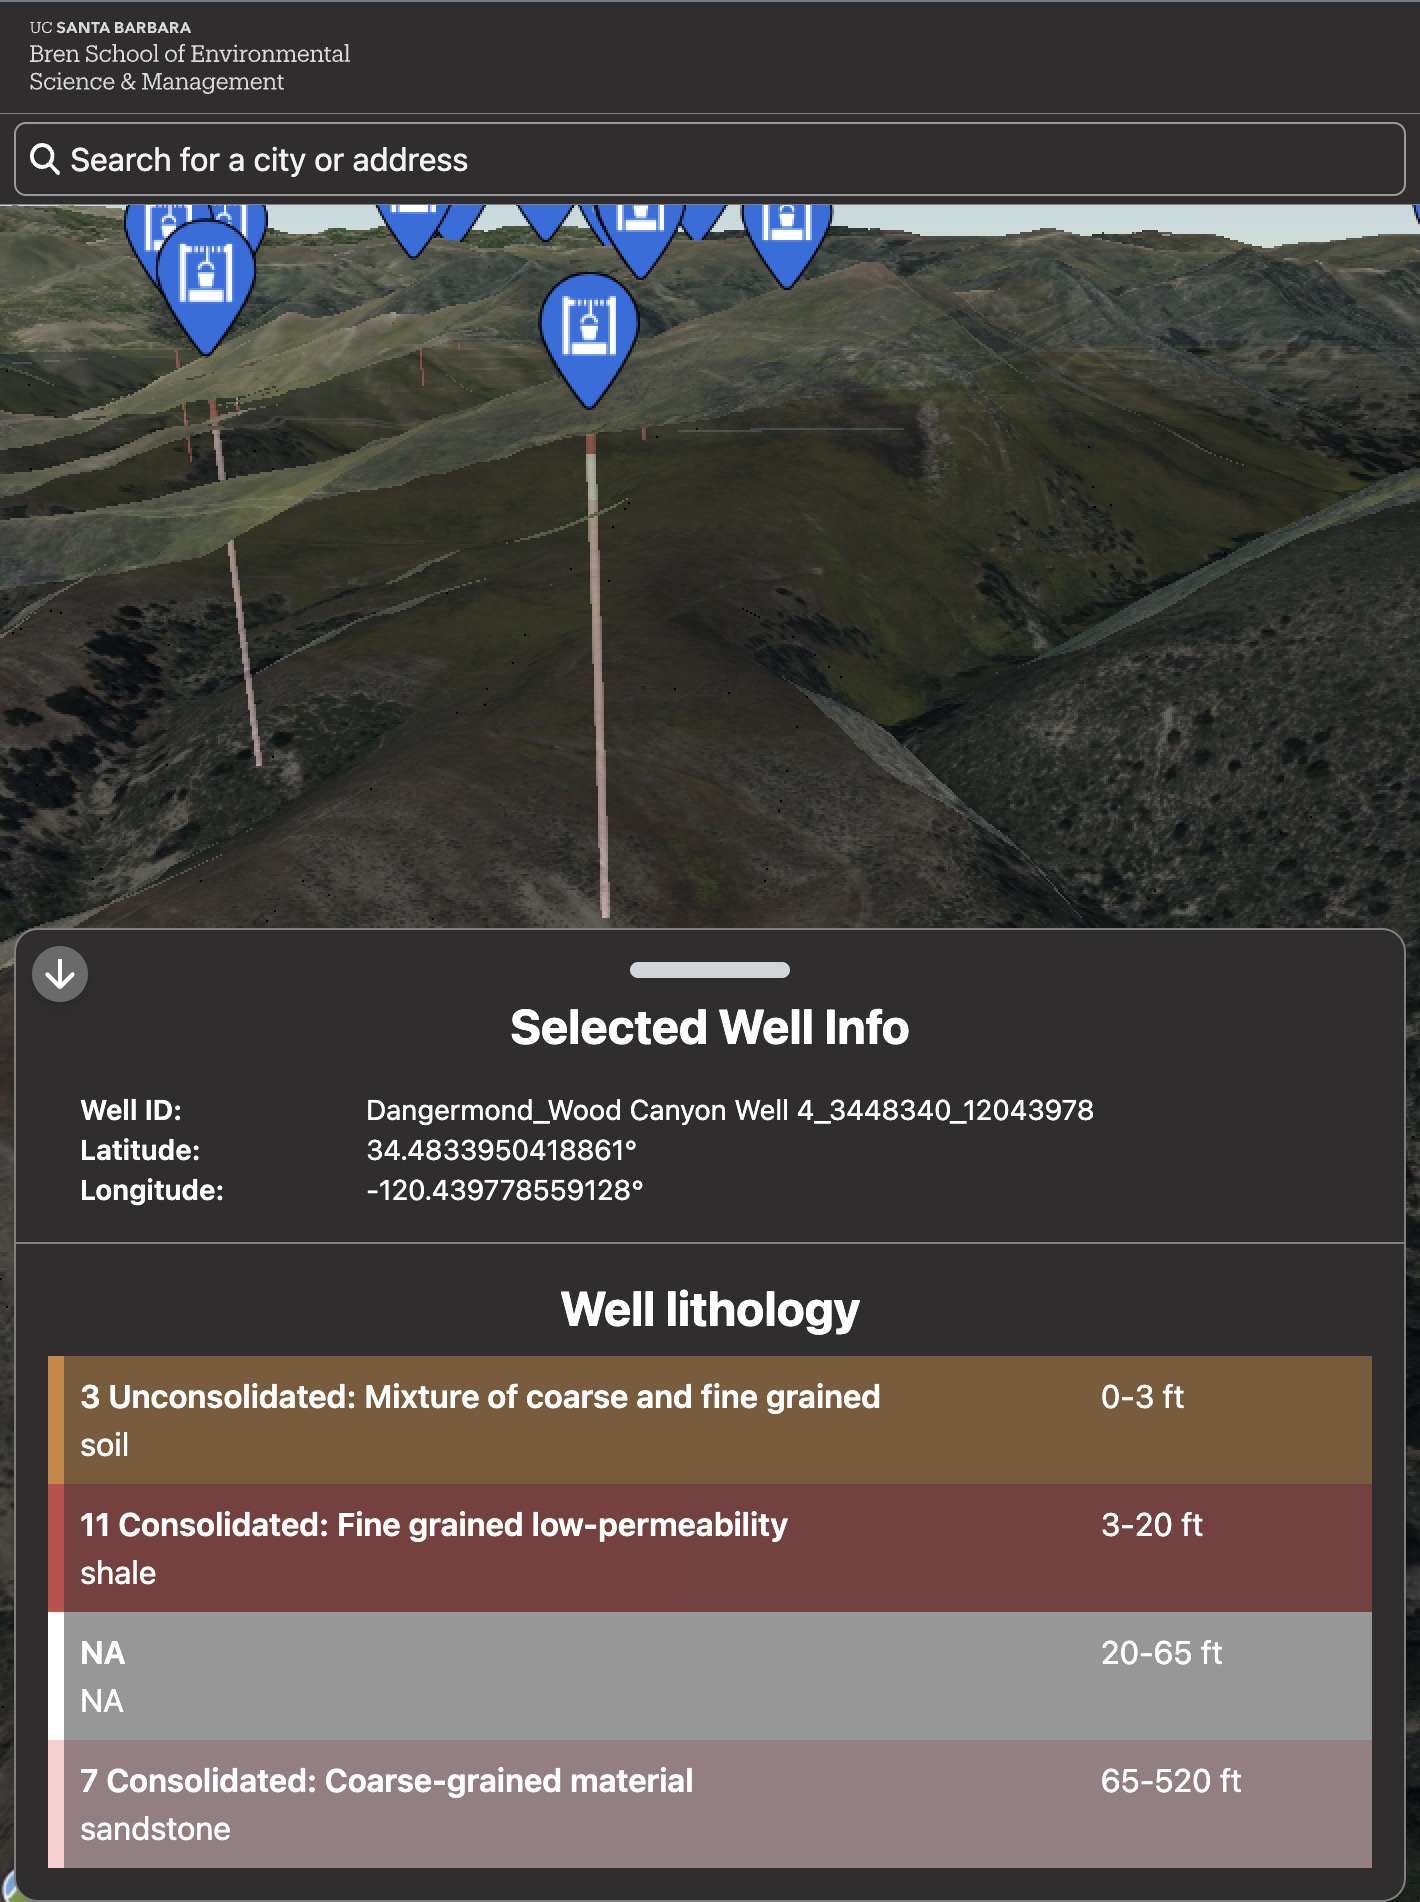 UC SANTA BARBARA
Bren School of Environmental
Science & Management
Search for a city or address
Selected Well Info
Well ID: Dangermond_Wood Canyon Well 4_3448340_12043978
Latitude: 34.4833950418861°
Longitude: -120.439778559128°
Well lithology
3 Unconsolidated: Mixture of coarse and fine grained 0-3 ft
soil
11 Consolidated: Fine grained low-permeability 3-20 ft
shale
NA 20-65 ft
NA
7 Consolidated: Coarse-grained material 65-520 ft
sandstone